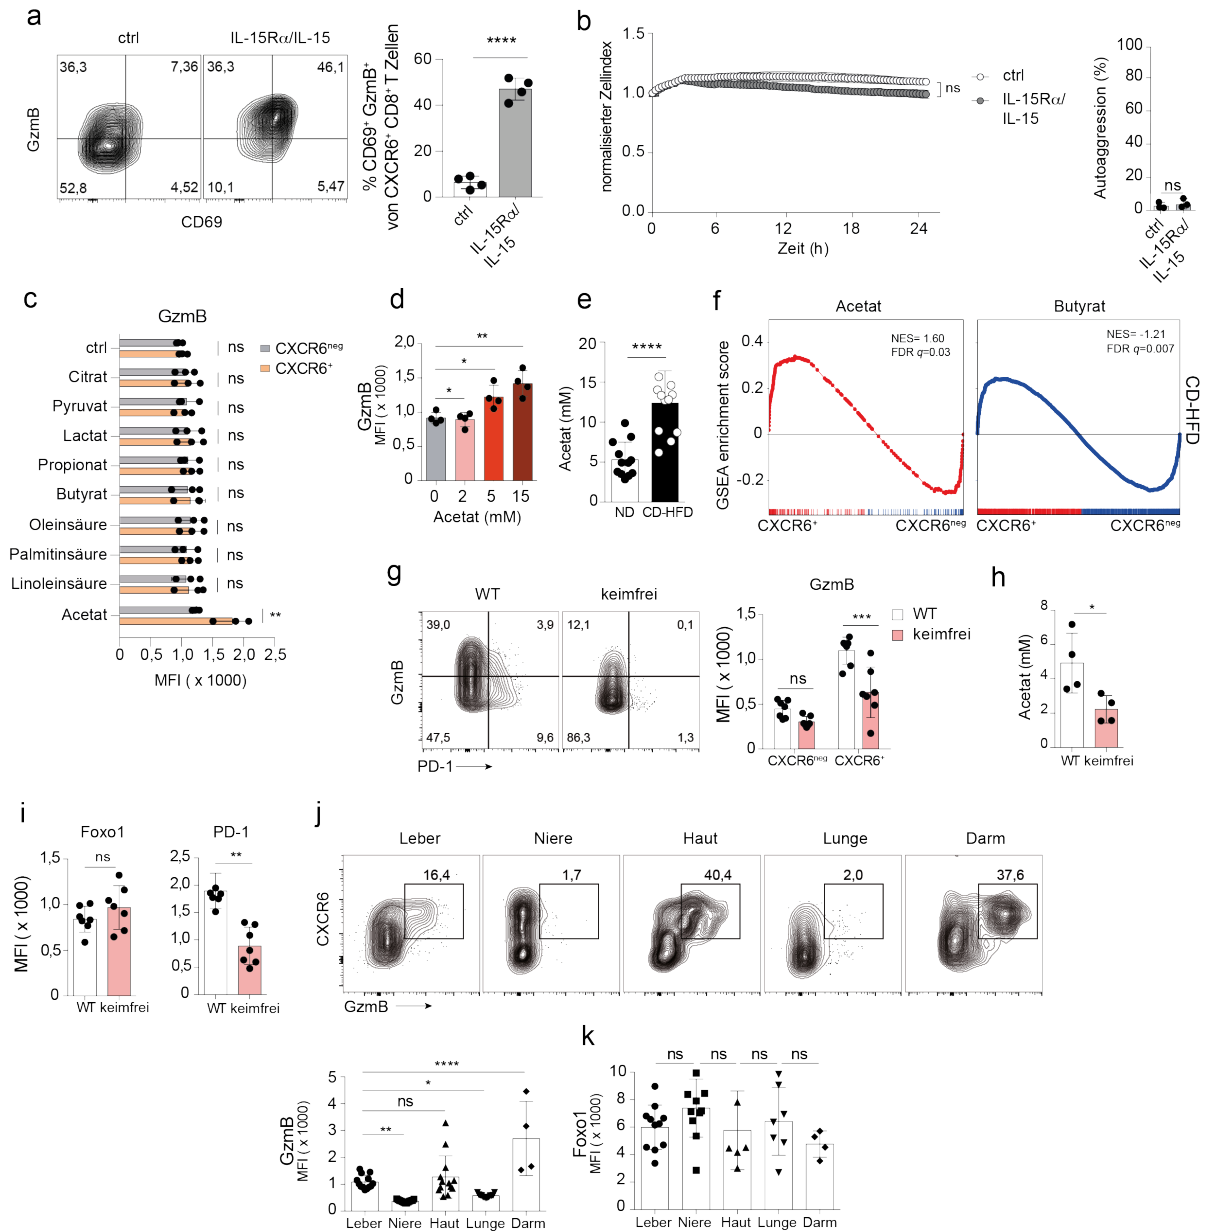 a
ctrl
IL-15Rα/IL-15
36,3
7,36
36,3
46,1
52,8
4,52
10,1
5,47
GzmB
CD69
% CD69⁺ GzmB⁺
von CXCR6⁺ CD8⁺ T Zellen
60
40
20
0
****
ctrl
IL-15Rα/
IL-15
b
normalisierter Zellindex
1.5
1.0
1.5
0.0
0
6
12
18
24
Zeit (h)
ctrl
ns
IL-15Rα/
IL-15
Autoaggression (%)
100
80
60
40
20
0
ns
ctrl
IL-15Rα/
IL-15
c
GzmB
ctrl
ns
Citrat
ns
Pyruvat
ns
Lactat
ns
Propionat
ns
Butyrat
ns
Oleinsäure
ns
Palmitinsäure
ns
Linoleinsäure
ns
Acetat
**
CXCR6ⁿᵉᵍ
CXCR6⁺
0
0,5
1,0
1,5
2,0
2,5
MFI ( x 1000)
d
GzmB
MFI ( x 1000)
2,0
1,5
1,0
0,5
0
**
*
*
0
2
5
15
Acetat (mM)
e
Acetat (mM)
20
15
10
5
0
****
ND
CD-HFD
f
Acetat
Butyrat
GSEA enrichment score
0.4
0.2
0
-0.2
NES= 1.60
FDR q=0.03
NES= -1.21
FDR q=0.007
CXCR6⁺
CXCR6ⁿᵉᵍ
CXCR6⁺
CXCR6ⁿᵉᵍ
CD-HFD
g
WT
keimfrei
39,0
3,9
12,1
0,1
47,5
9,6
86,3
1,3
GzmB
PD-1
GzmB
MFI ( x 1000)
1,5
1,0
0,5
0
ns
***
WT
keimfrei
CXCR6ⁿᵉᵍ
CXCR6⁺
h
Acetat (mM)
8
6
4
2
0
*
WT keimfrei
i
Foxo1
MFI ( x 1000)
1,5
1,0
0,5
0
ns
WT keimfrei
PD-1
2,5
2,0
1,5
1,0
0,5
0
**
WT keimfrei
j
Leber
Niere
Haut
Lunge
Darm
16,4
1,7
40,4
2,0
37,6
CXCR6
GzmB
GzmB
MFI ( x 1000)
5
4
3
2
1
0
****
*
ns
**
Leber
Niere
Haut
Lunge
Darm
k
Foxo1
MFI ( x 1000)
10
8
6
4
2
0
ns
ns
ns
ns
Leber
Niere
Haut
Lunge
Darm